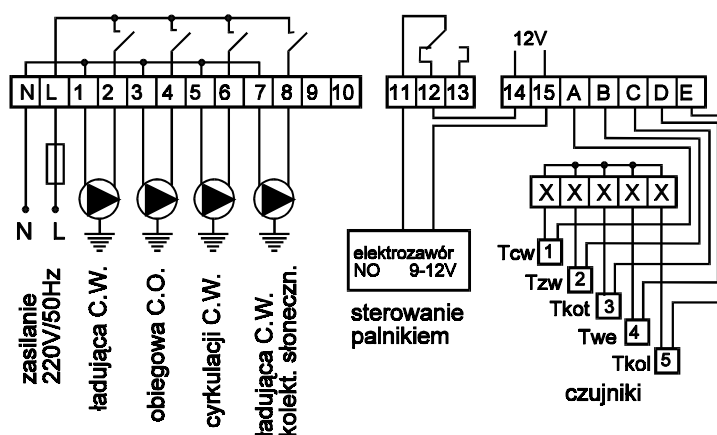 12V
N L 1 2 3 4 5 6 7 8 9 10
11 12 13
14 15 A B C D E
X X X X X
N L
zasilanie
220V/50Hz
ładująca C.W.
obiegowa C.O.
cyrkulacji C.W.
ładująca C.W.
kolekt. słoneczn.
elektrozawór
NO 9-12V
sterowanie
palnikiem
Tcw 1
Tzw 2
Tkot 3
Twe 4
Tkol 5
czujniki